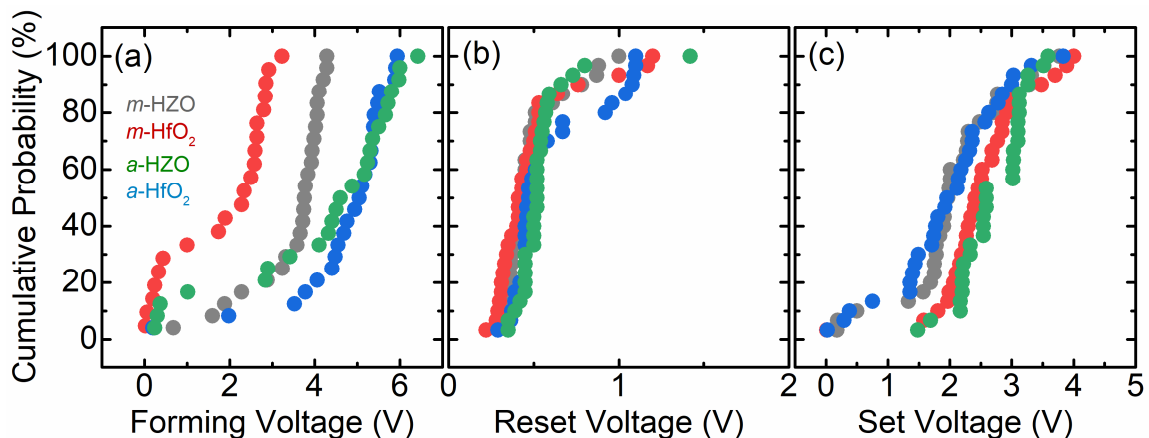 Cumulative Probability (%)
100
80
60
40
20
0
(a)
m-HZO
m-HfO₂
a-HZO
a-HfO₂
0 2 4 6
Forming Voltage (V)
(b)
0 1 2
Reset Voltage (V)
(c)
0 1 2 3 4 5
Set Voltage (V)